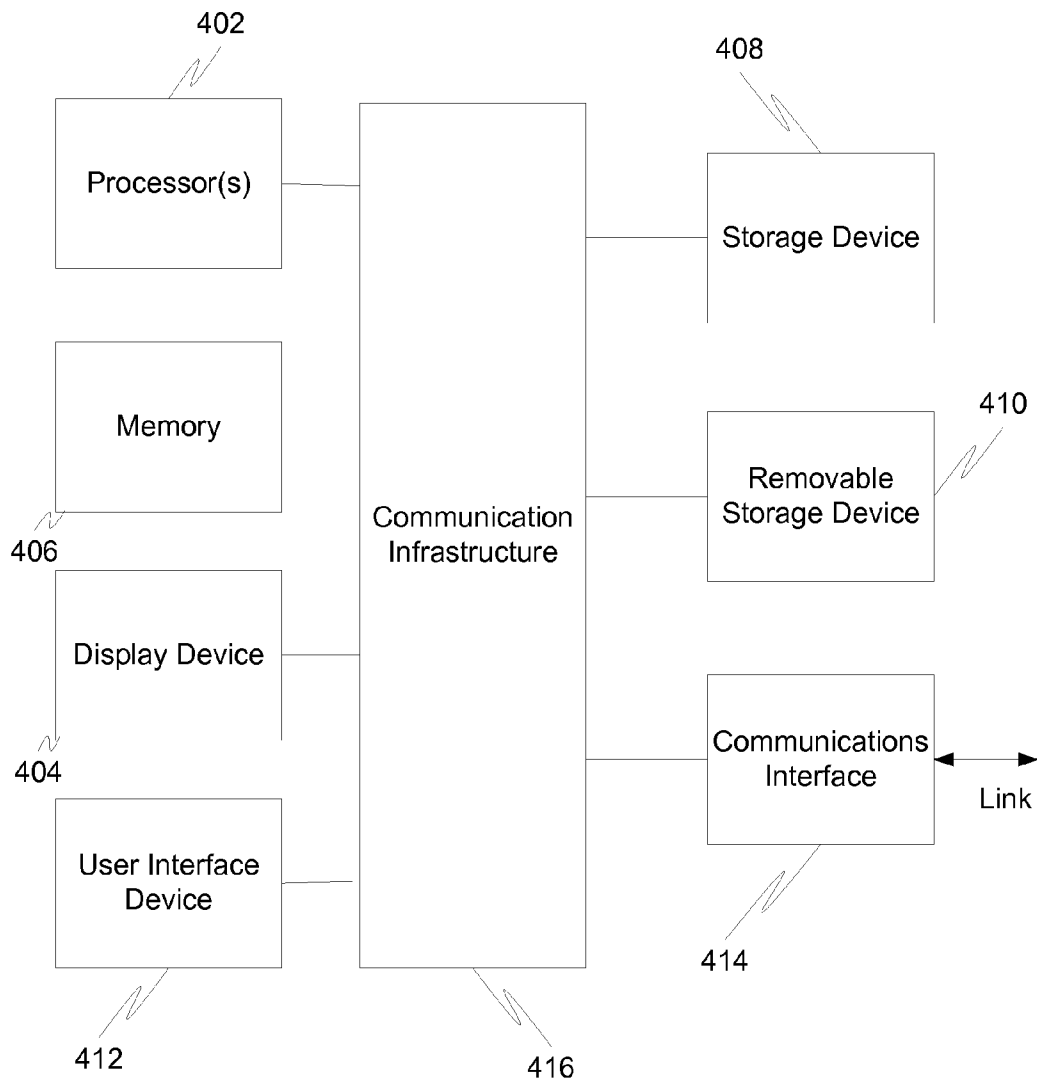 402
408
Processor(s)
Storage Device
Memory
410
Removable
Storage Device
Communication
Infrastructure
406
Display Device
Communications
Interface
404
Link
User Interface
Device
414
412
416